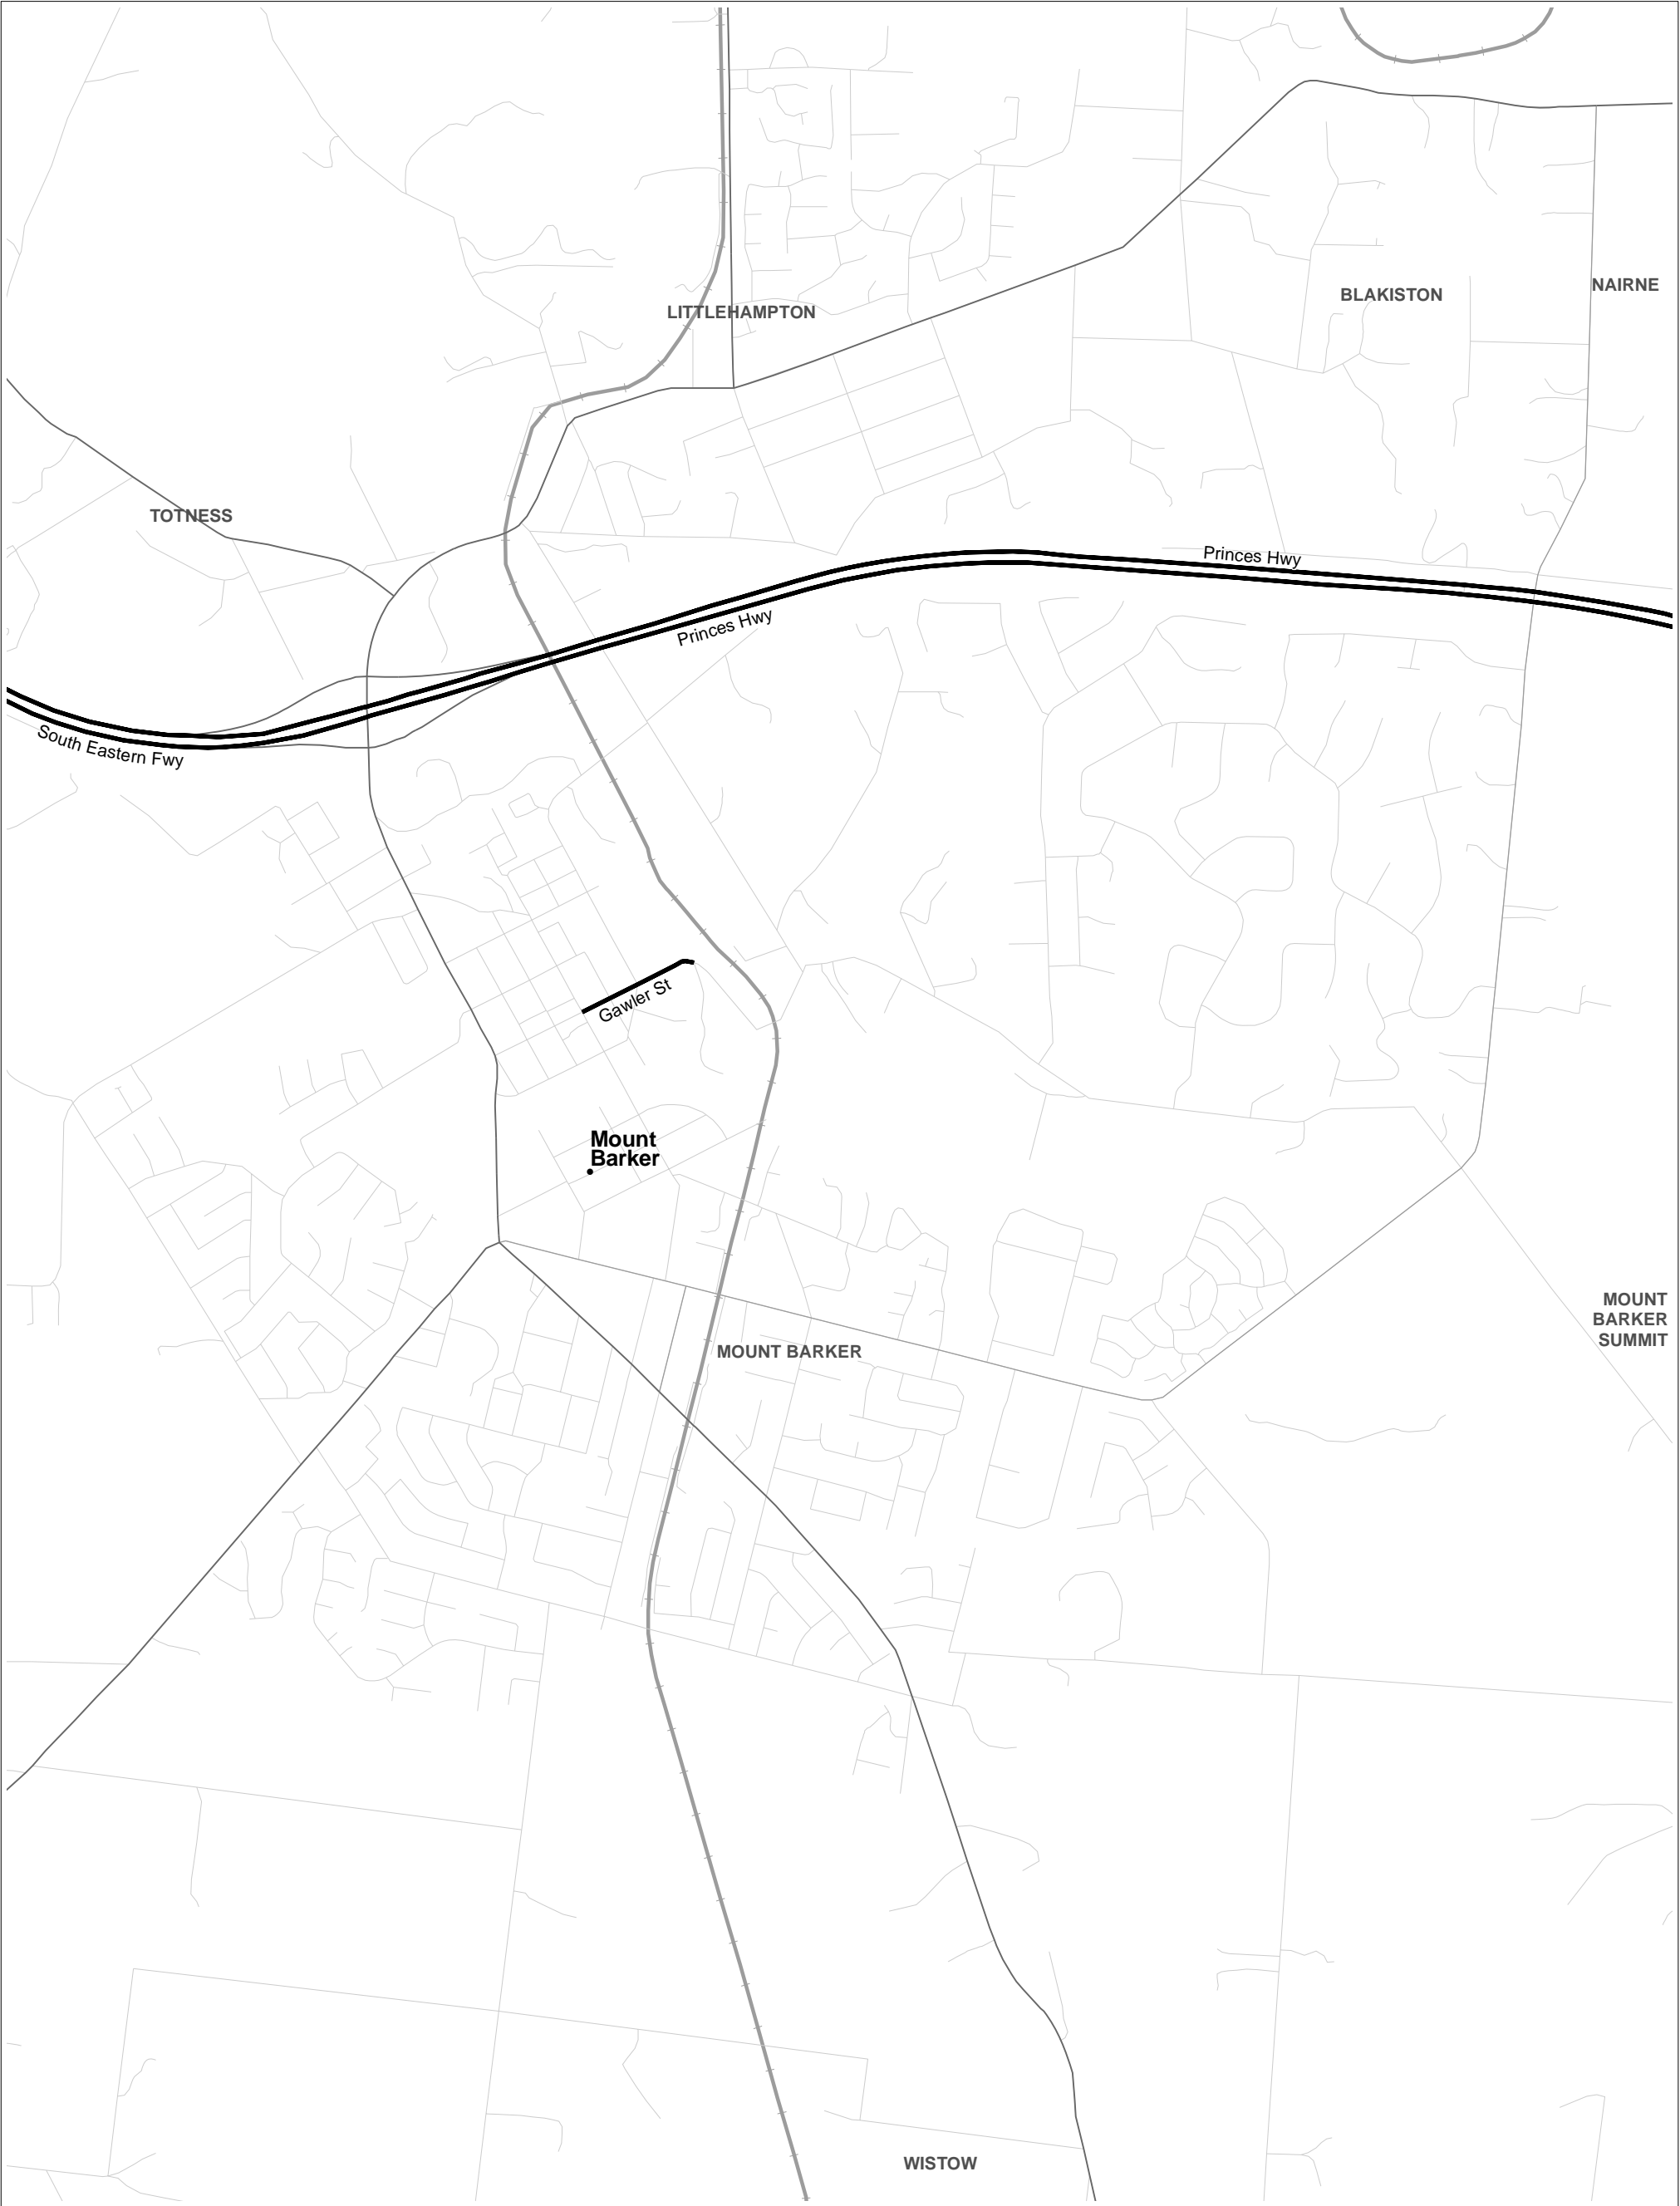 NAIRNE
BLAKISTON
LITTLEHAMPTON
TOTNESS
Princes Hwy
Princes Hwy
South Eastern Fwy
Gawler St
Mount
Barker
MOUNT
BARKER
SUMMIT
MOUNT BARKER
WISTOW